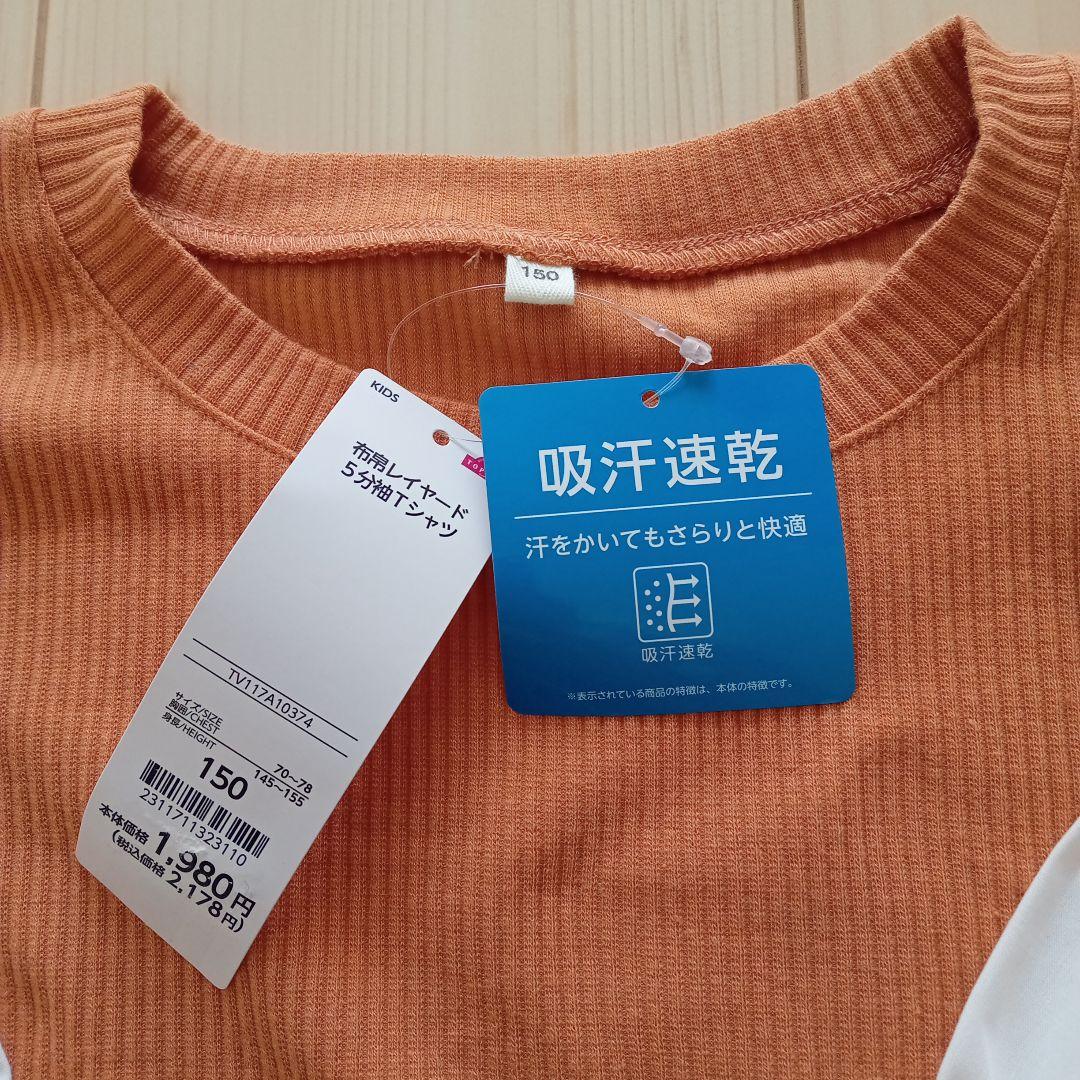 150
KIDS
布帛レイヤード
5分袖Tシャツ
TV117A10374
サイズ/SIZE
胸囲/CHEST 70～78
身長/HEIGHT 145～155
150
2311711323110
本体価格 1,980円
(税込価格 2,178円)
TOP
吸汗速乾
汗をかいてもさらりと快適
吸汗速乾
※表示されている商品の特徴は、本体の特徴です。